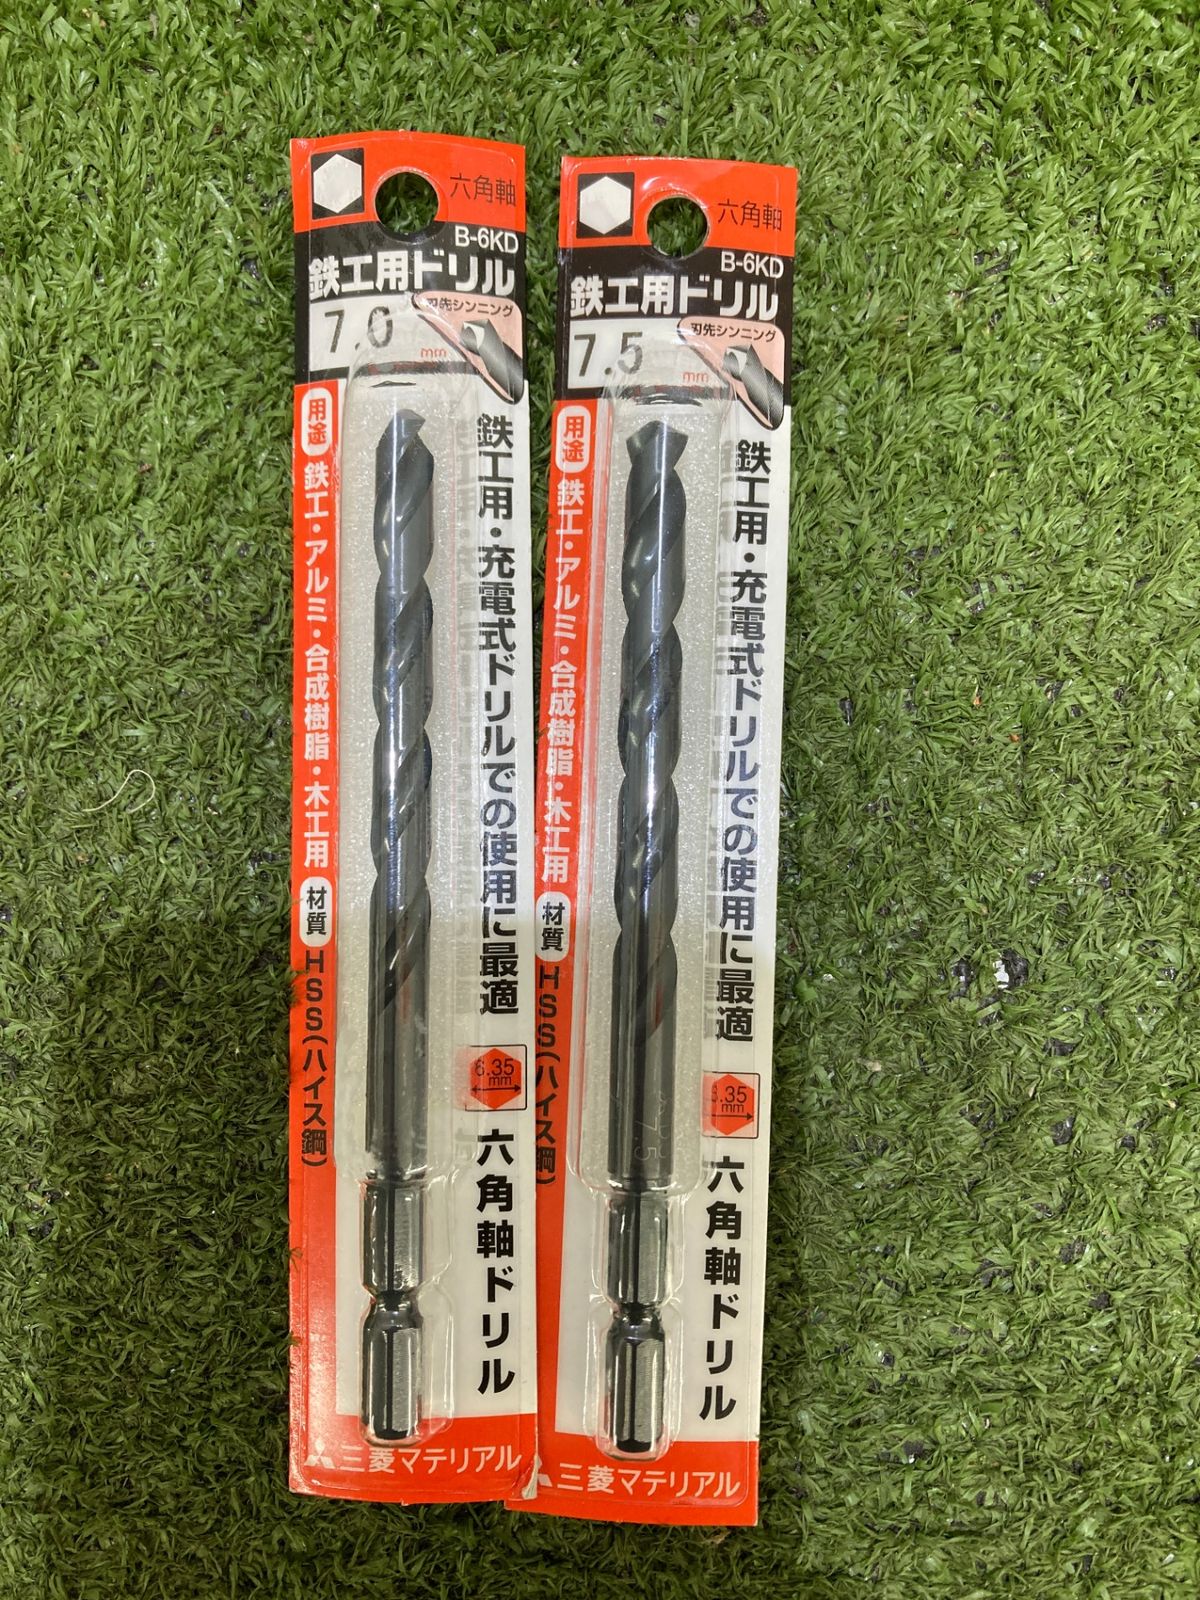 六角軸
B-6KD
鉄工用ドリル
刃先シンニング
7.0
mm
用途
鉄工・アルミ・合成樹脂・木工用
材質
HSS(ハイス鋼)
鉄工用・充電式ドリルでの使用に最適
6.35
mm
六角軸ドリル
三菱マテリアル
六角軸
B-6KD
鉄工用ドリル
刃先シンニング
7.5
mm
用途
鉄工・アルミ・合成樹脂・木工用
材質
HSS(ハイス鋼)
鉄工用・充電式ドリルでの使用に最適
6.35
mm
7.5
六角軸ドリル
三菱マテリアル